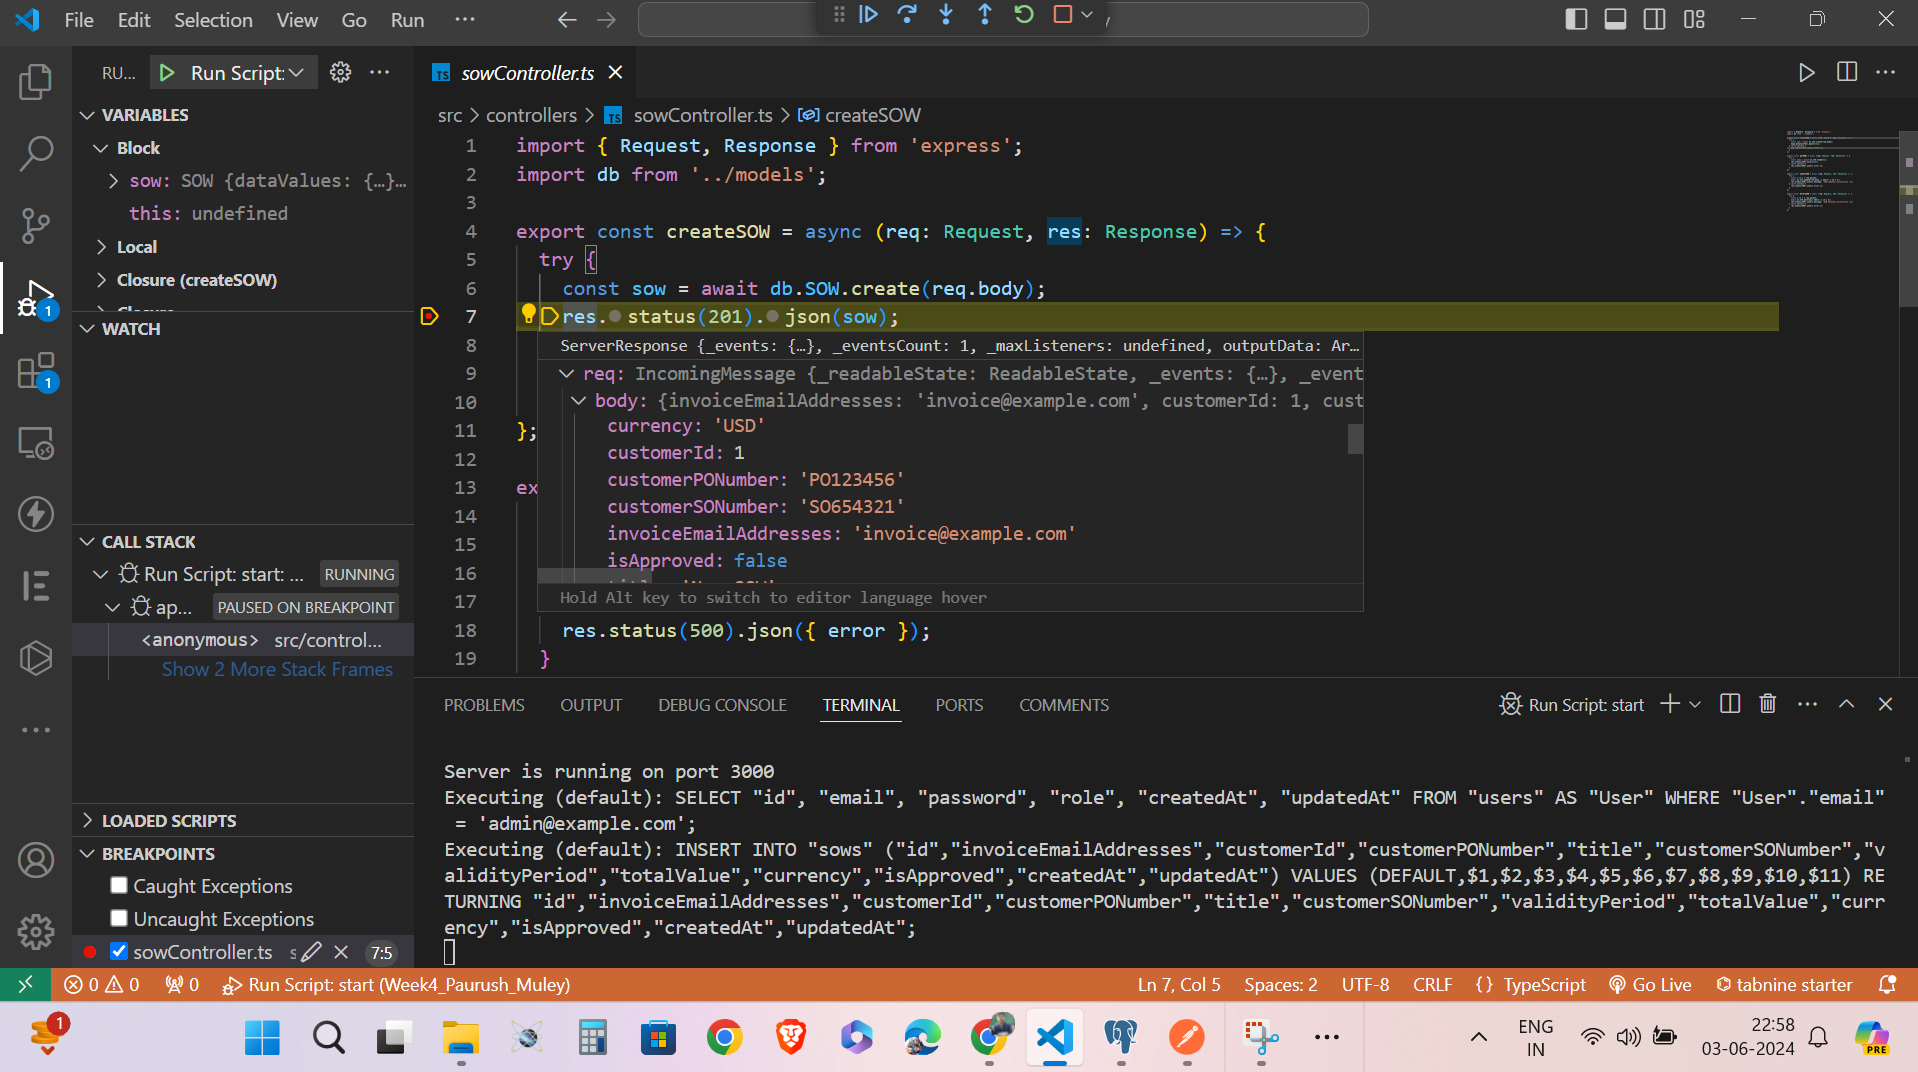 File Edit Selection View Go Run ···
RU... Run Script: ···
sowController.ts
VARIABLES
Block
sow: SOW {dataValues: {…}...
this: undefined
Local
Closure (createSOW)
WATCH
CALL STACK
Run Script: start: ... RUNNING
ap... PAUSED ON BREAKPOINT
<anonymous> src/control...
Show 2 More Stack Frames
LOADED SCRIPTS
BREAKPOINTS
Caught Exceptions
Uncaught Exceptions
sowController.ts s 7:5
1
1
src > controllers > TS sowController.ts > createSOW
1 import { Request, Response } from 'express';
2 import db from '../models';
3
4 export const createSOW = async (req: Request, res: Response) => {
5 try {
6 const sow = await db.SOW.create(req.body);
7 res.status(201).json(sow);
8
ServerResponse {_events: {…}, _eventsCount: 1, _maxListeners: undefined, outputData: Ar…
9
req: IncomingMessage {_readableState: ReadableState, _events: {…}, _event
10
body: {invoiceEmailAddresses: 'invoice@example.com', customerId: 1, cust
currency: 'USD'
11 };
customerId: 1
12
customerPONumber: 'PO123456'
13 ex
customerSONumber: 'SO654321'
14
invoiceEmailAddresses: 'invoice@example.com'
15
isApproved: false
16
17
Hold Alt key to switch to editor language hover
18 res.status(500).json({ error });
19 }
PROBLEMS OUTPUT DEBUG CONSOLE TERMINAL PORTS COMMENTS
Run Script: start
Server is running on port 3000
Executing (default): SELECT "id", "email", "password", "role", "createdAt", "updatedAt" FROM "users" AS "User" WHERE "User"."email"
= 'admin@example.com';
Executing (default): INSERT INTO "sows" ("id","invoiceEmailAddresses","customerId","customerPONumber","title","customerSONumber","v
alidityPeriod","totalValue","currency","isApproved","createdAt","updatedAt") VALUES (DEFAULT,$1,$2,$3,$4,$5,$6,$7,$8,$9,$10,$11) RE
TURNING "id","invoiceEmailAddresses","customerId","customerPONumber","title","customerSONumber","validityPeriod","totalValue","curr
ency","isApproved","createdAt","updatedAt";
0 0 0 Run Script: start (Week4_Paurush_Muley)
Ln 7, Col 5 Spaces: 2 UTF-8 CRLF {} TypeScript Go Live tabnine starter
1
ENG
IN
22:58
03-06-2024
PRE